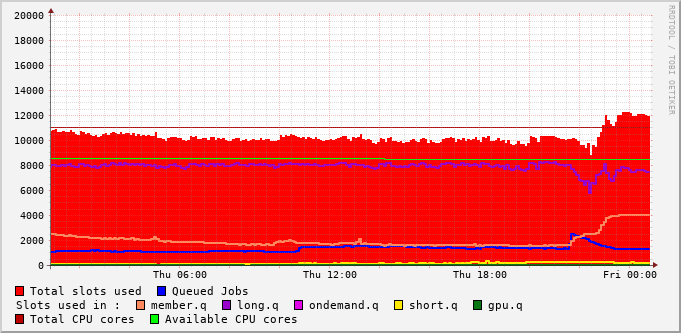 20000
18000
16000
14000
12000
10000
8000
6000
4000
2000
0
Thu 06:00 Thu 12:00 Thu 18:00 Fri 00:00
RRDTOOL / TOBI OETIKER
Total slots used Queued Jobs
Slots used in : member.q long.q ondemand.q short.q gpu.q
Total CPU cores Available CPU cores